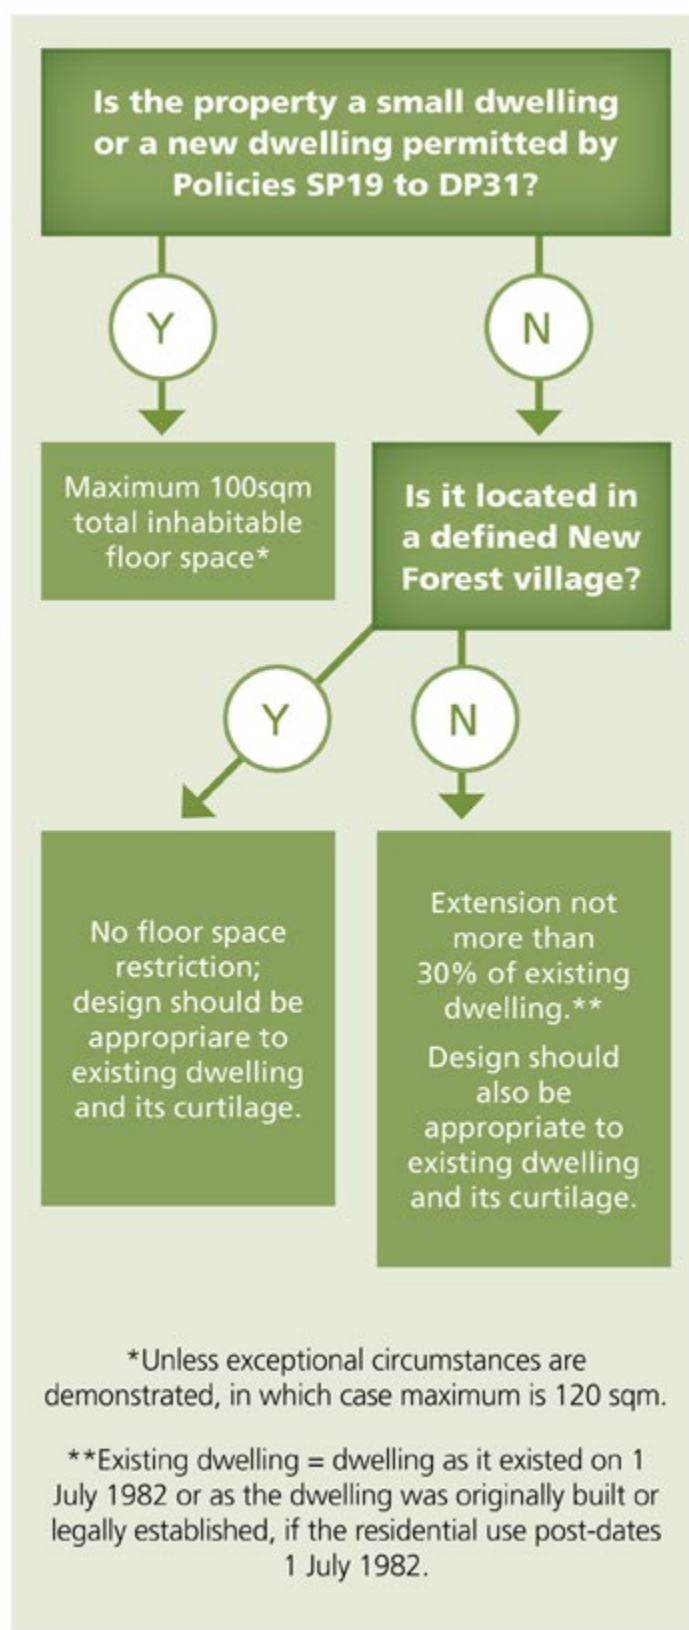 Is the property a small dwelling
or a new dwelling permitted by
Policies SP19 to DP31?
Y
N
Maximum 100sqm
total inhabitable
floor space*
Is it located in
a defined New
Forest village?
Y
N
No floor space
restriction;
design should be
appropriare to
existing dwelling
and its curtilage.
Extension not
more than
30% of existing
dwelling.**
Design should
also be
appropriate to
existing dwelling
and its curtilage.
*Unless exceptional circumstances are
demonstrated, in which case maximum is 120 sqm.
**Existing dwelling = dwelling as it existed on 1
July 1982 or as the dwelling was originally built or
legally established, if the residential use post-dates
1 July 1982.